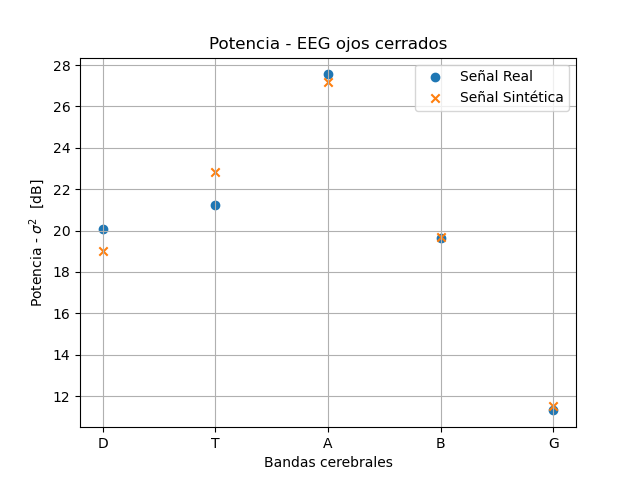 Potencia - EEG ojos cerrados
Señal Real
Señal Sintética
28
26
24
22
20
18
16
14
12
Potencia - σ² [dB]
D T A B G
Bandas cerebrales